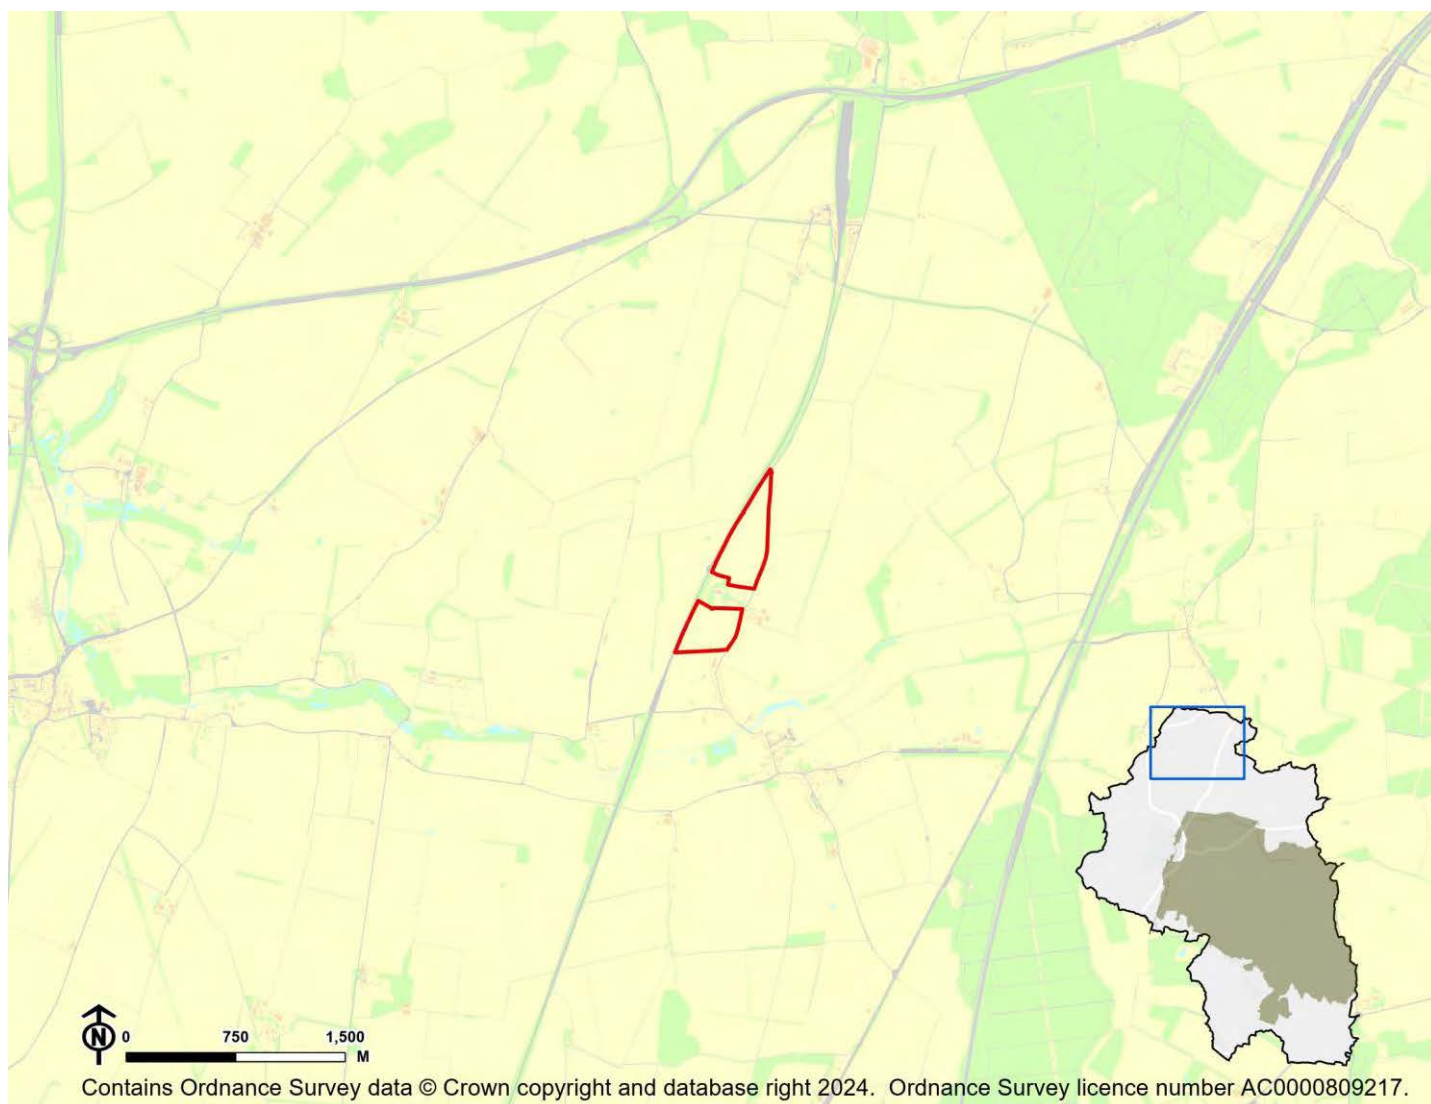 N
0 750 1,500
M
Contains Ordnance Survey data © Crown copyright and database right 2024. Ordnance Survey licence number AC0000809217.